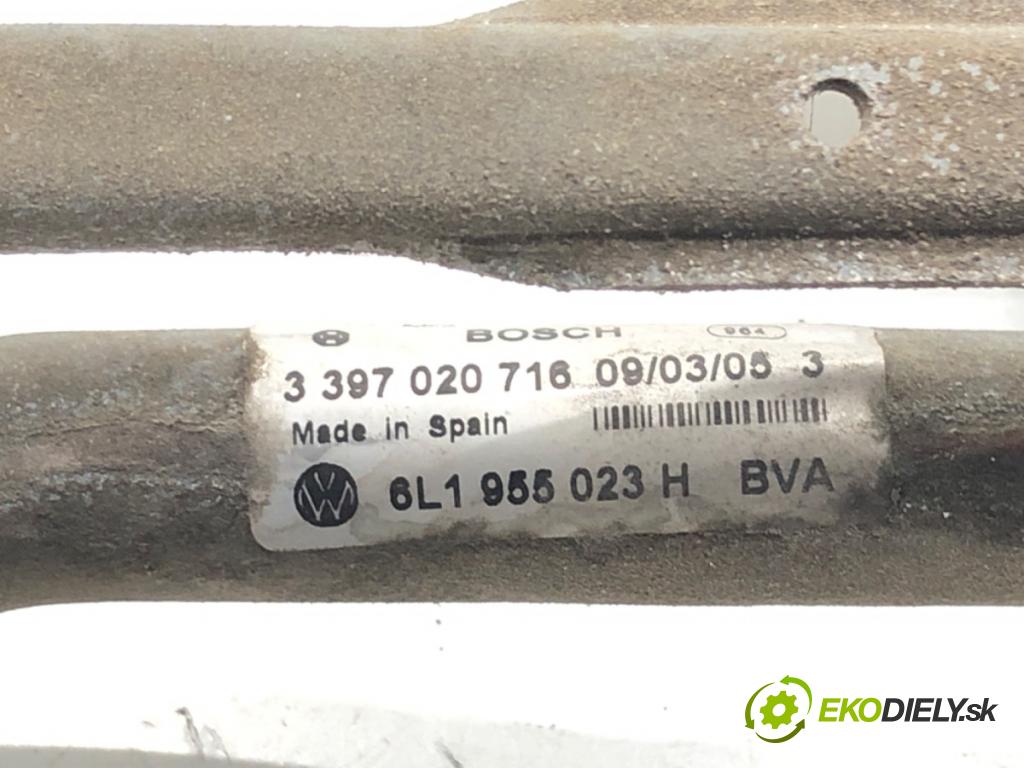 BOSCH 964
3 397 020 716 09/03/05 3
Made in Spain
6L1 955 023 H BVA
EKODIELY.sk